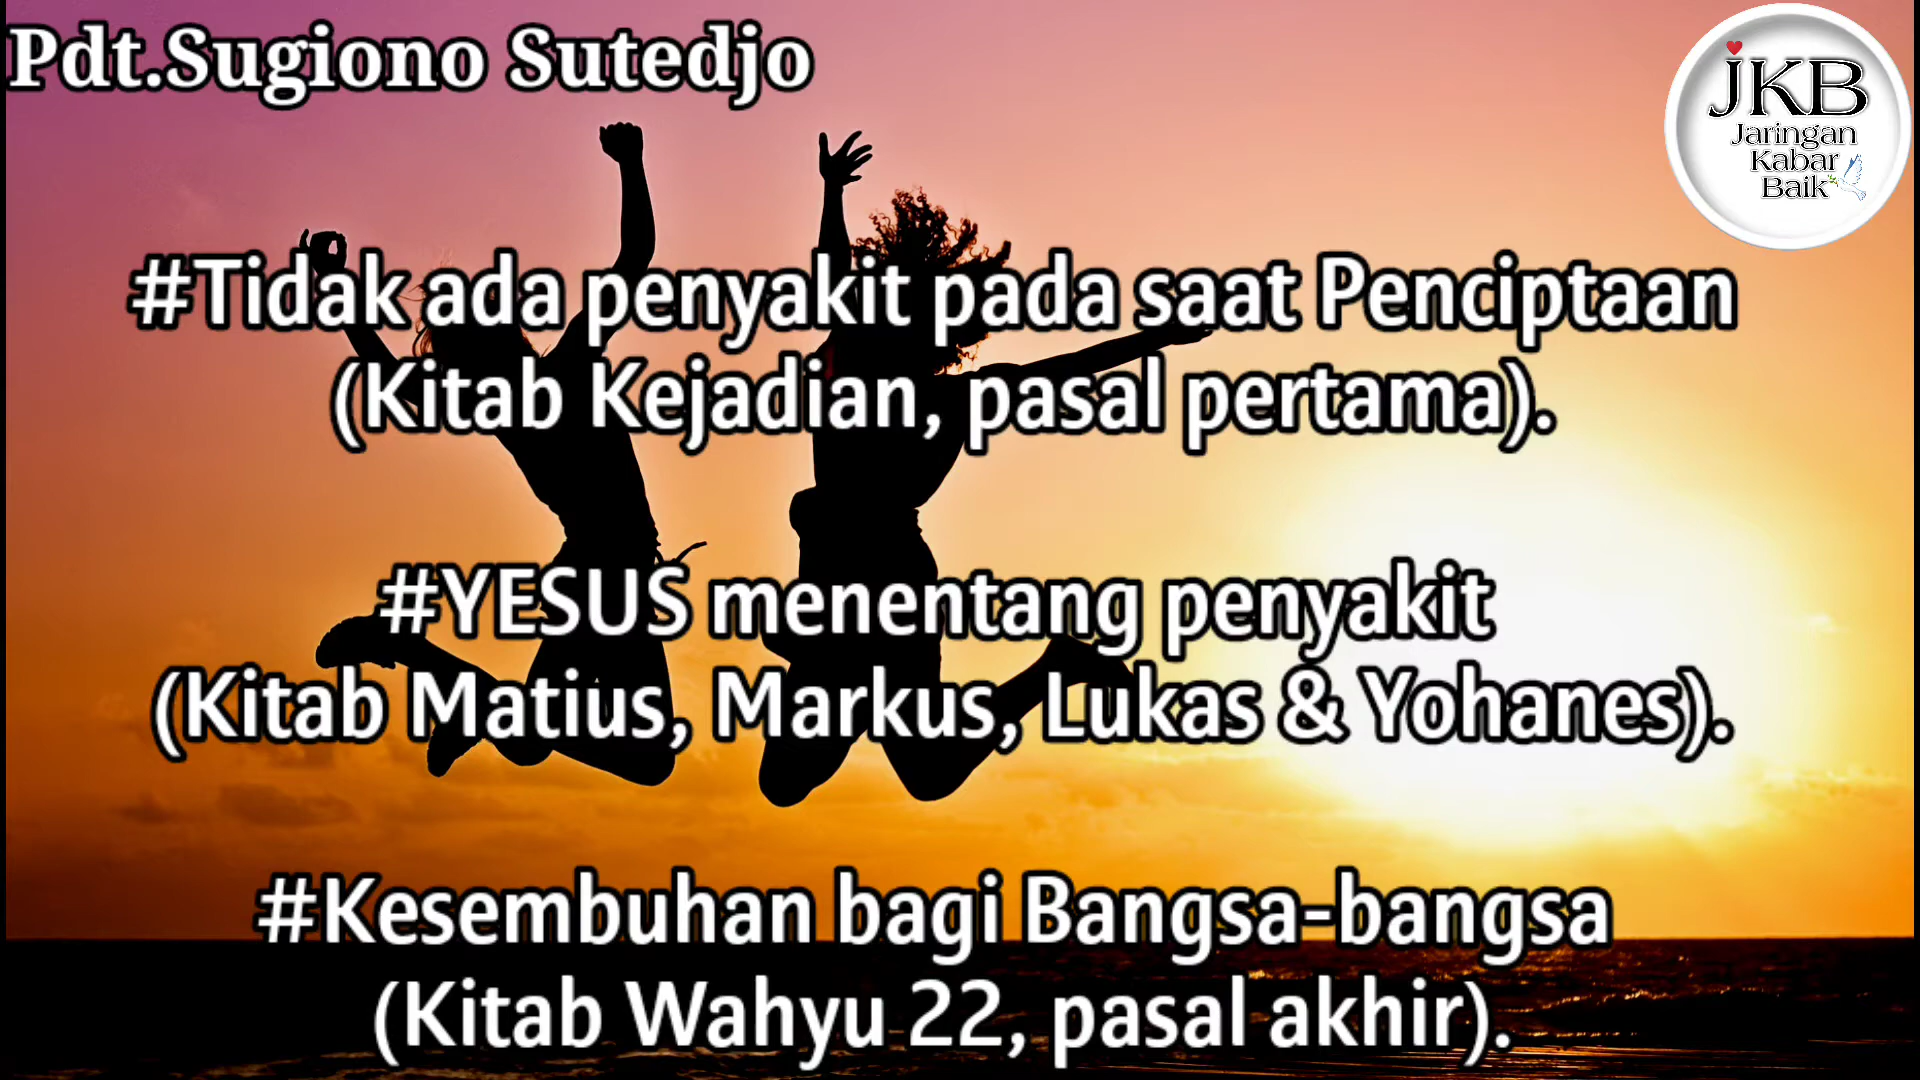 Pdt.Sugiono Sutedjo
JKB
Jaringan
Kabar
Baik
#Tidak ada penyakit pada saat Penciptaan
(Kitab Kejadian, pasal pertama).
#YESUS menentang penyakit
(Kitab Matius, Markus, Lukas & Yohanes).
#Kesembuhan bagi Bangsa-bangsa
(Kitab Wahyu 22, pasal akhir).